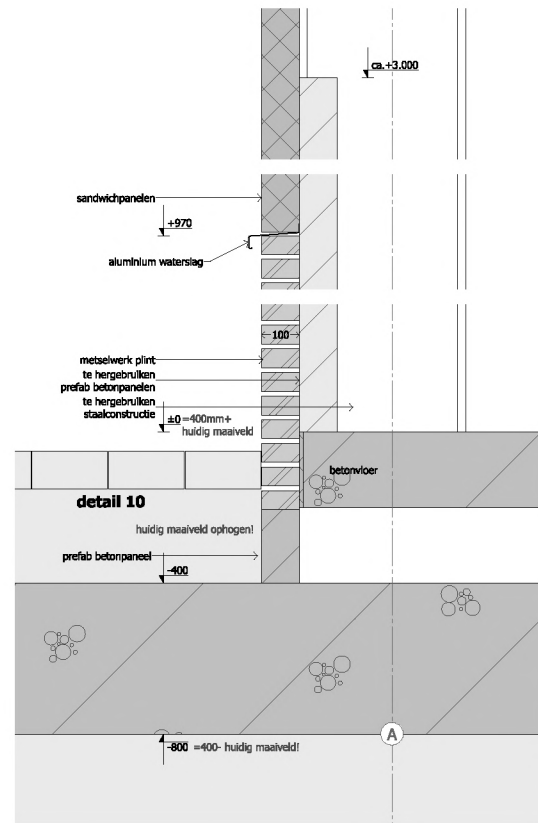 ca.+3.000
sandwichpanelen
+970
aluminium waterslag
100
metselwerk plint
te hergebruiken
prefab betonpanelen
te hergebruiken
staalconstructie
±0 =400mm+
huidig maaiveld
betonvloer
detail 10
huidig maaiveld ophogen!
prefab betonpaneel
-400
A
-800 =400- huidig maaiveld!